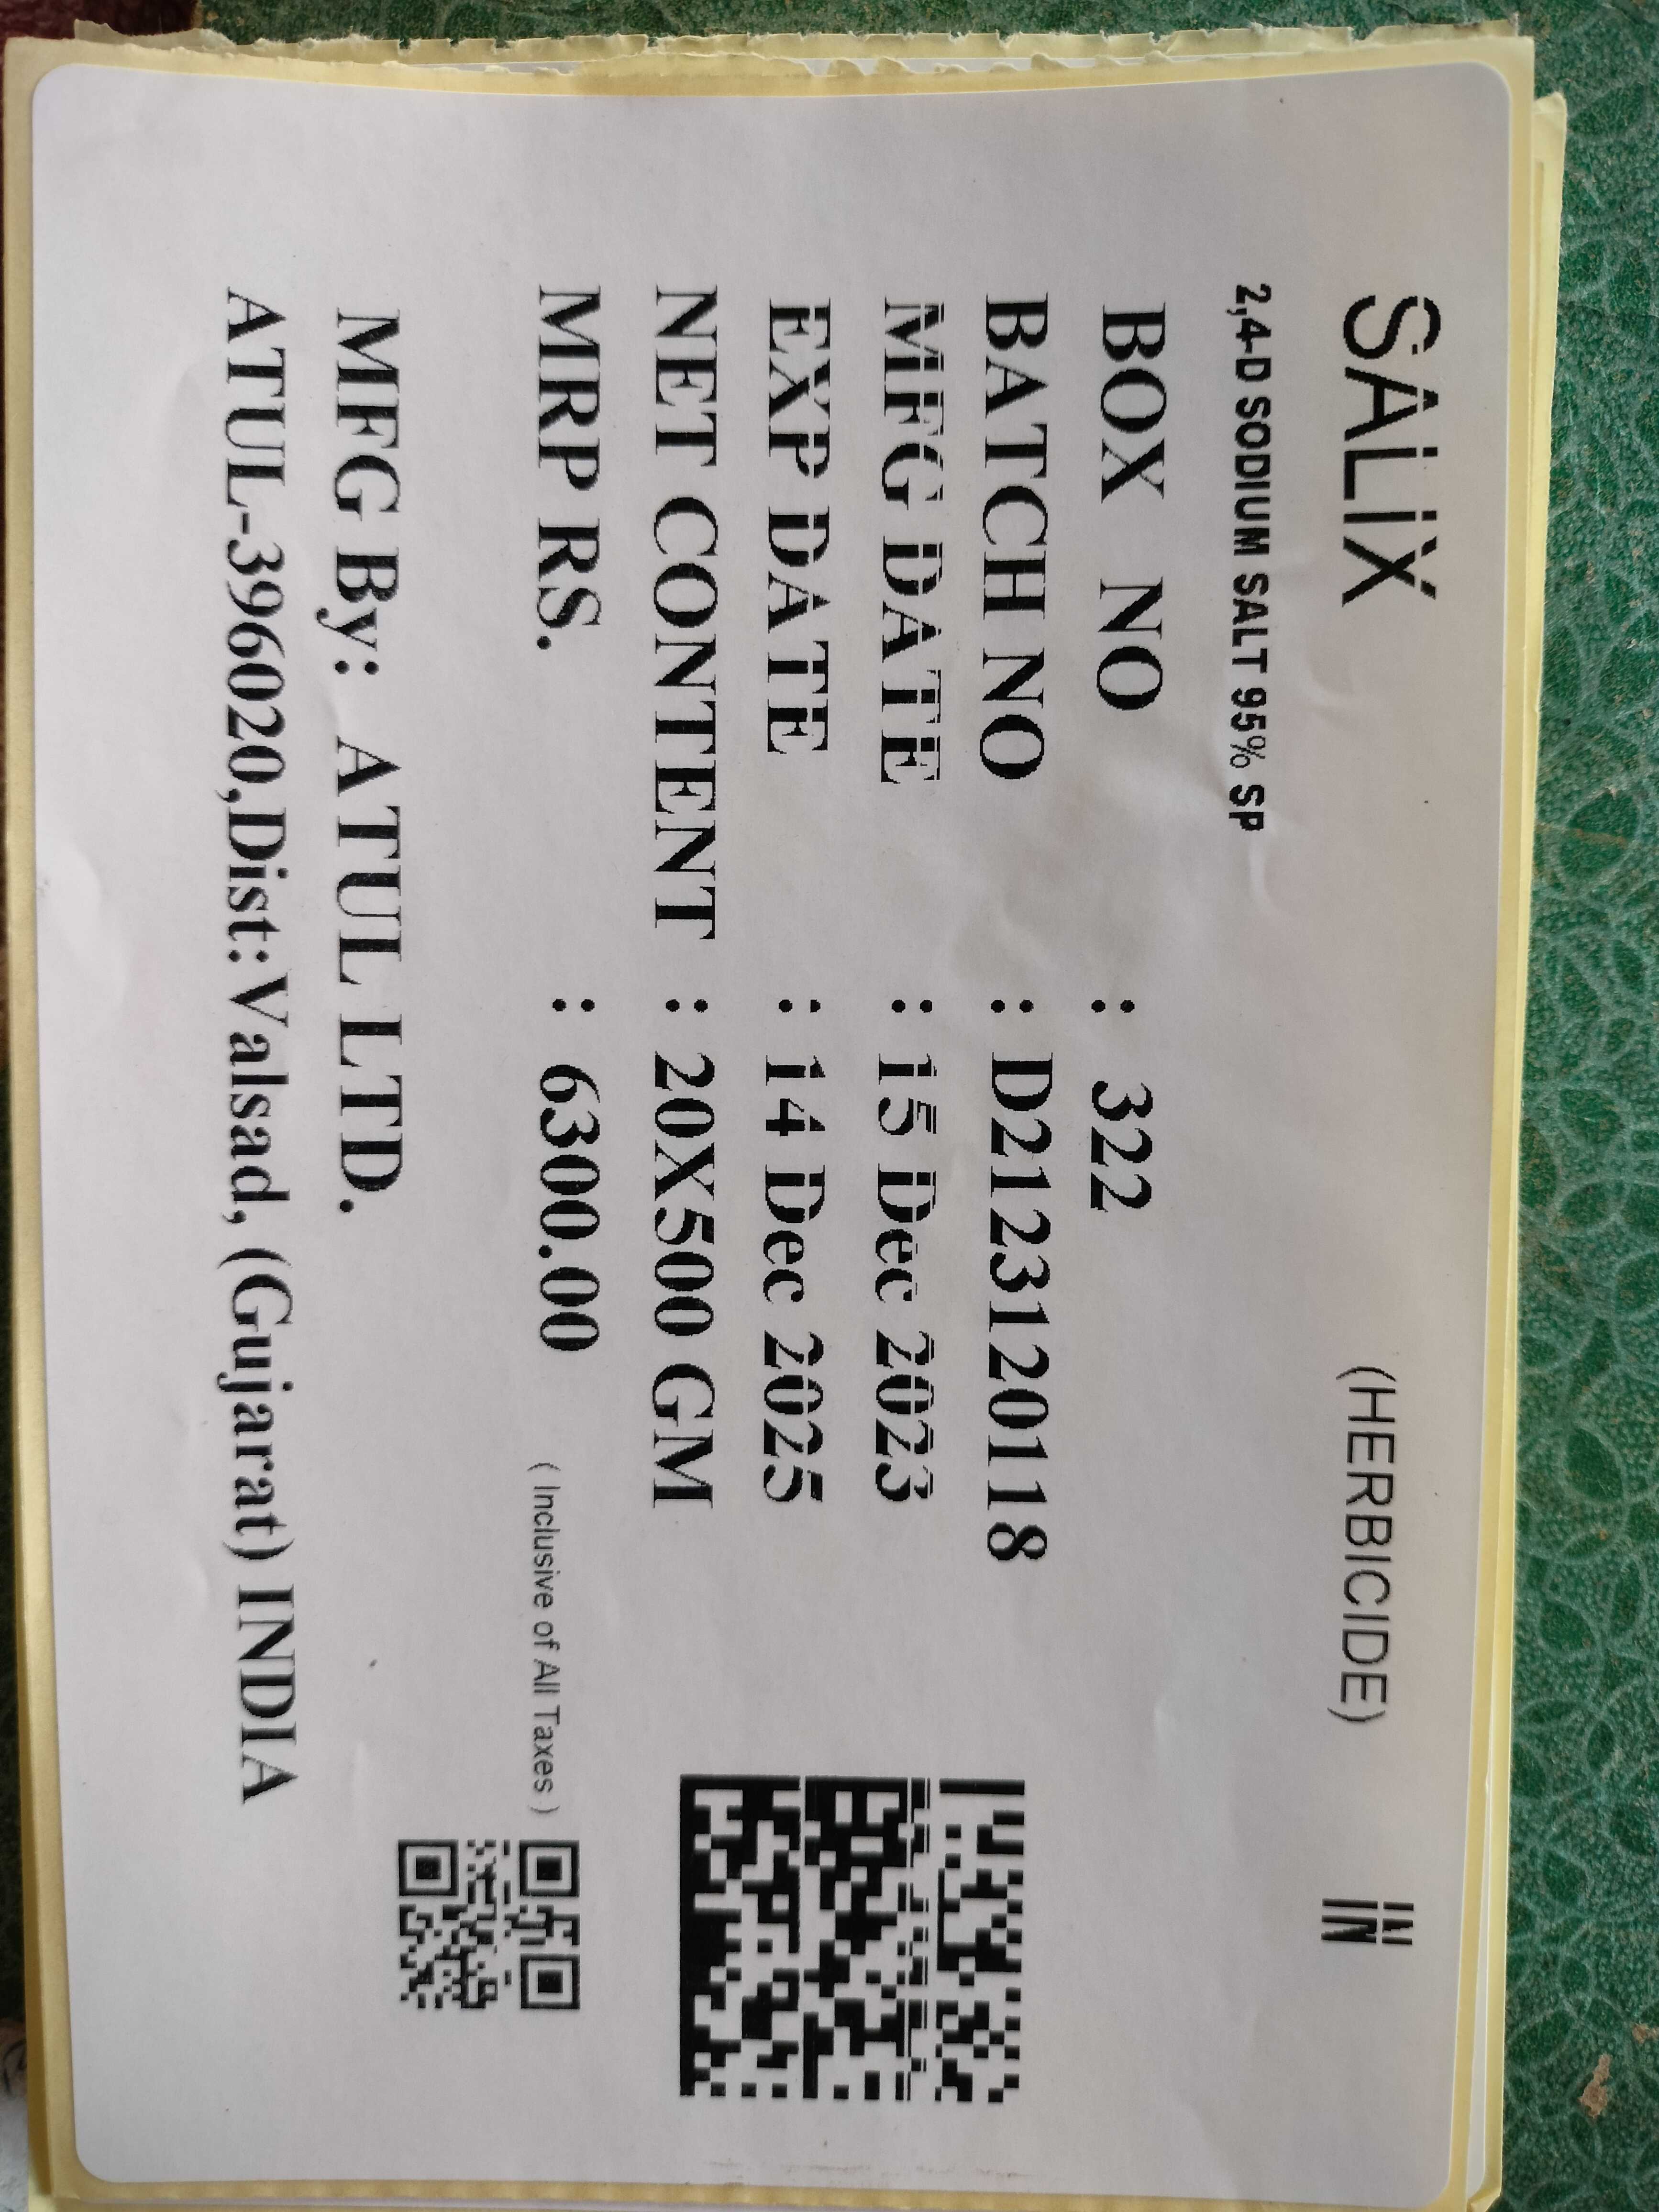 SALIX (HERBICIDE) IN
2,4-D SODIUM SALT 95% SP
BOX NO : 322
BATCH NO : D2123120118
MFG DATE : 15 Dec 2023
EXP DATE : 14 Dec 2025
NET CONTENT : 20X500 GM
MRP RS. : 6300.00 ( Inclusive of All Taxes )
MFG By: ATUL LTD.
ATUL-396020,Dist:Valsad, (Gujarat) INDIA